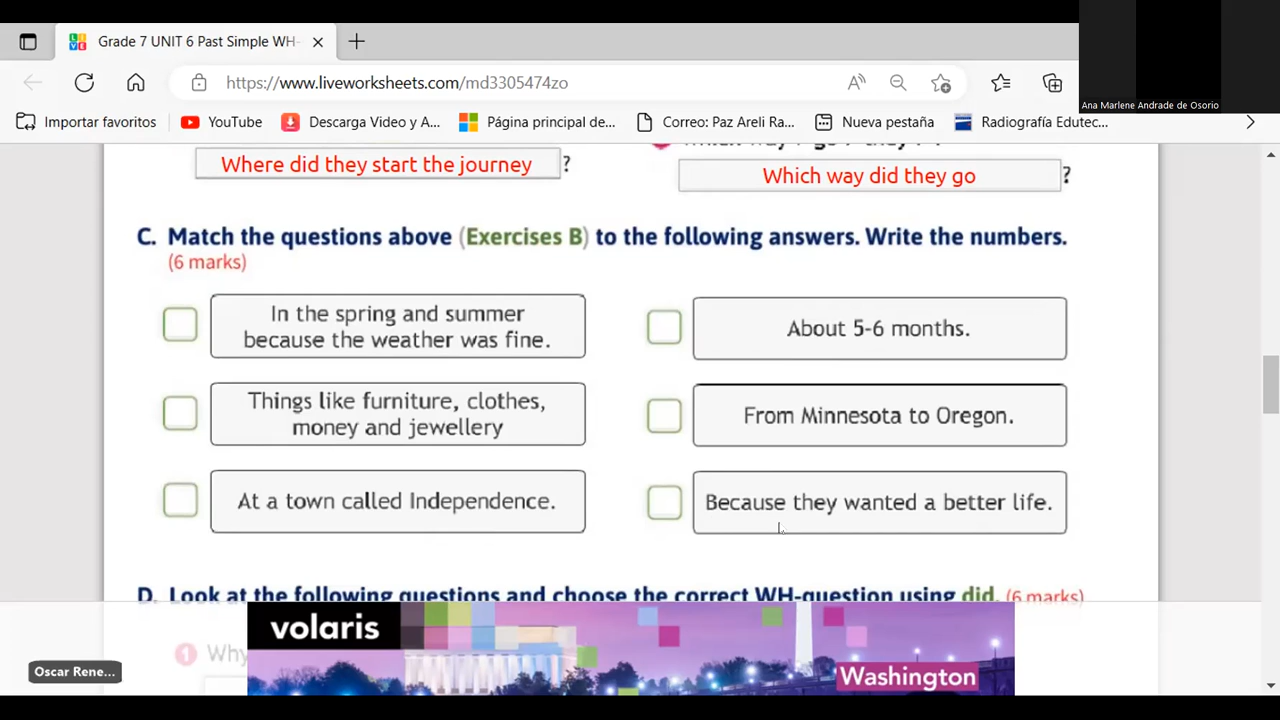 Grade 7 UNIT 6 Past Simple WH-
https://www.liveworksheets.com/md3305474zo
Ana Marlene Andrade de Osorio
Importar favoritos
YouTube
Descarga Video y A...
Página principal de...
Correo: Paz Areli Ra...
Nueva pestaña
Radiografía Edutec...
Where did they start the journey ?
Which way did they go ?
C. Match the questions above (Exercises B) to the following answers. Write the numbers.
(6 marks)
In the spring and summer
because the weather was fine.
About 5-6 months.
Things like furniture, clothes,
money and jewellery
From Minnesota to Oregon.
At a town called Independence.
Because they wanted a better life.
D. Look at the following questions and choose the correct WH-question using did. (6 marks)
1 Why
volaris
Washington
Oscar Rene...